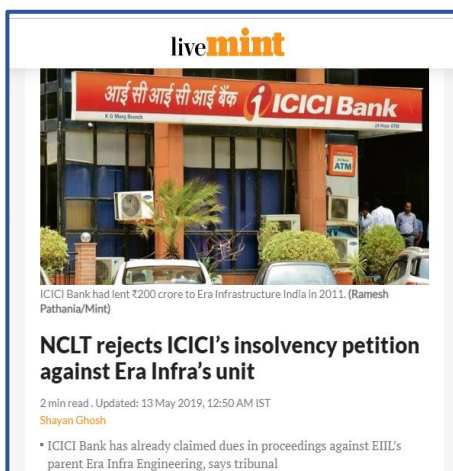 livemint
आई सी आई सी आई बैंक ICICI Bank
K G Marg Branch
24 Hour ATM
ATM
ICICI Bank had lent ₹200 crore to Era Infrastructure India in 2011. (Ramesh
Pathania/Mint)
NCLT rejects ICICI's insolvency petition
against Era Infra's unit
2 min read . Updated: 13 May 2019, 12:50 AM IST
Shayan Ghosh
▪ ICICI Bank has already claimed dues in proceedings against EIIL's
parent Era Infra Engineering, says tribunal